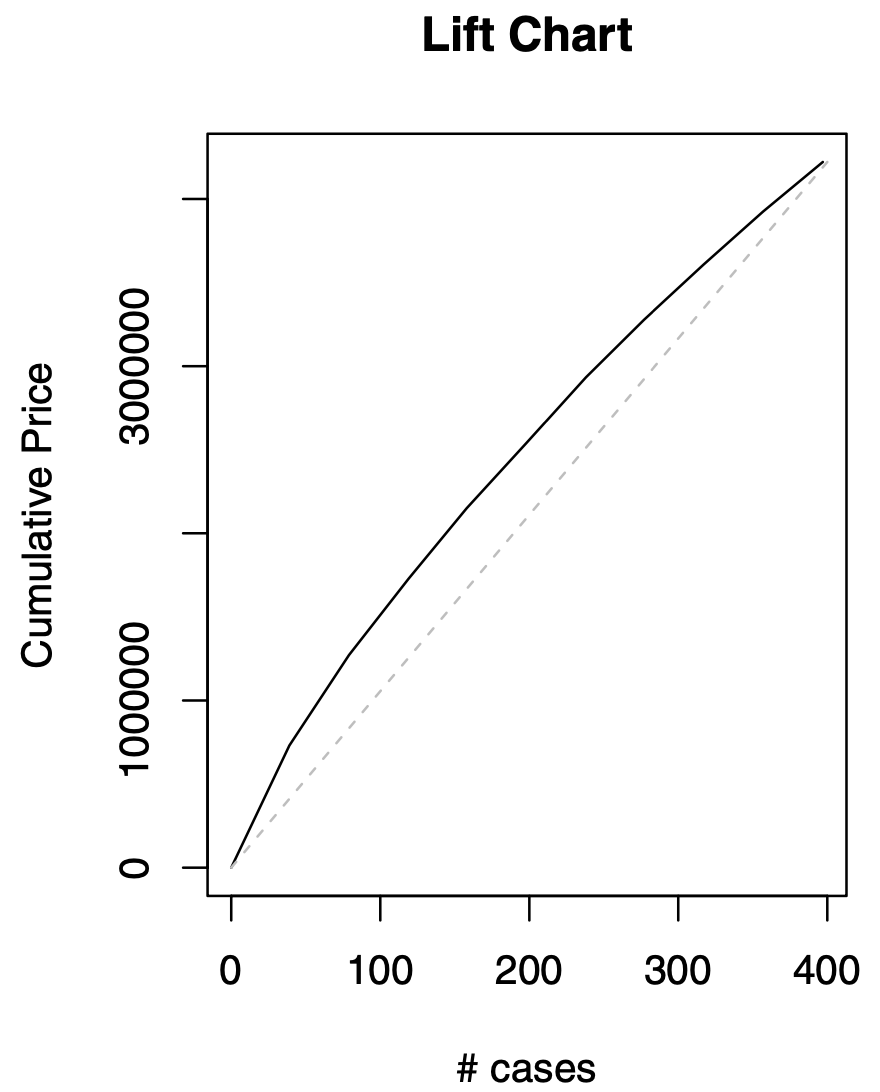 Lift Chart
Cumulative Price
3000000
1000000
0
0 100 200 300 400
# cases